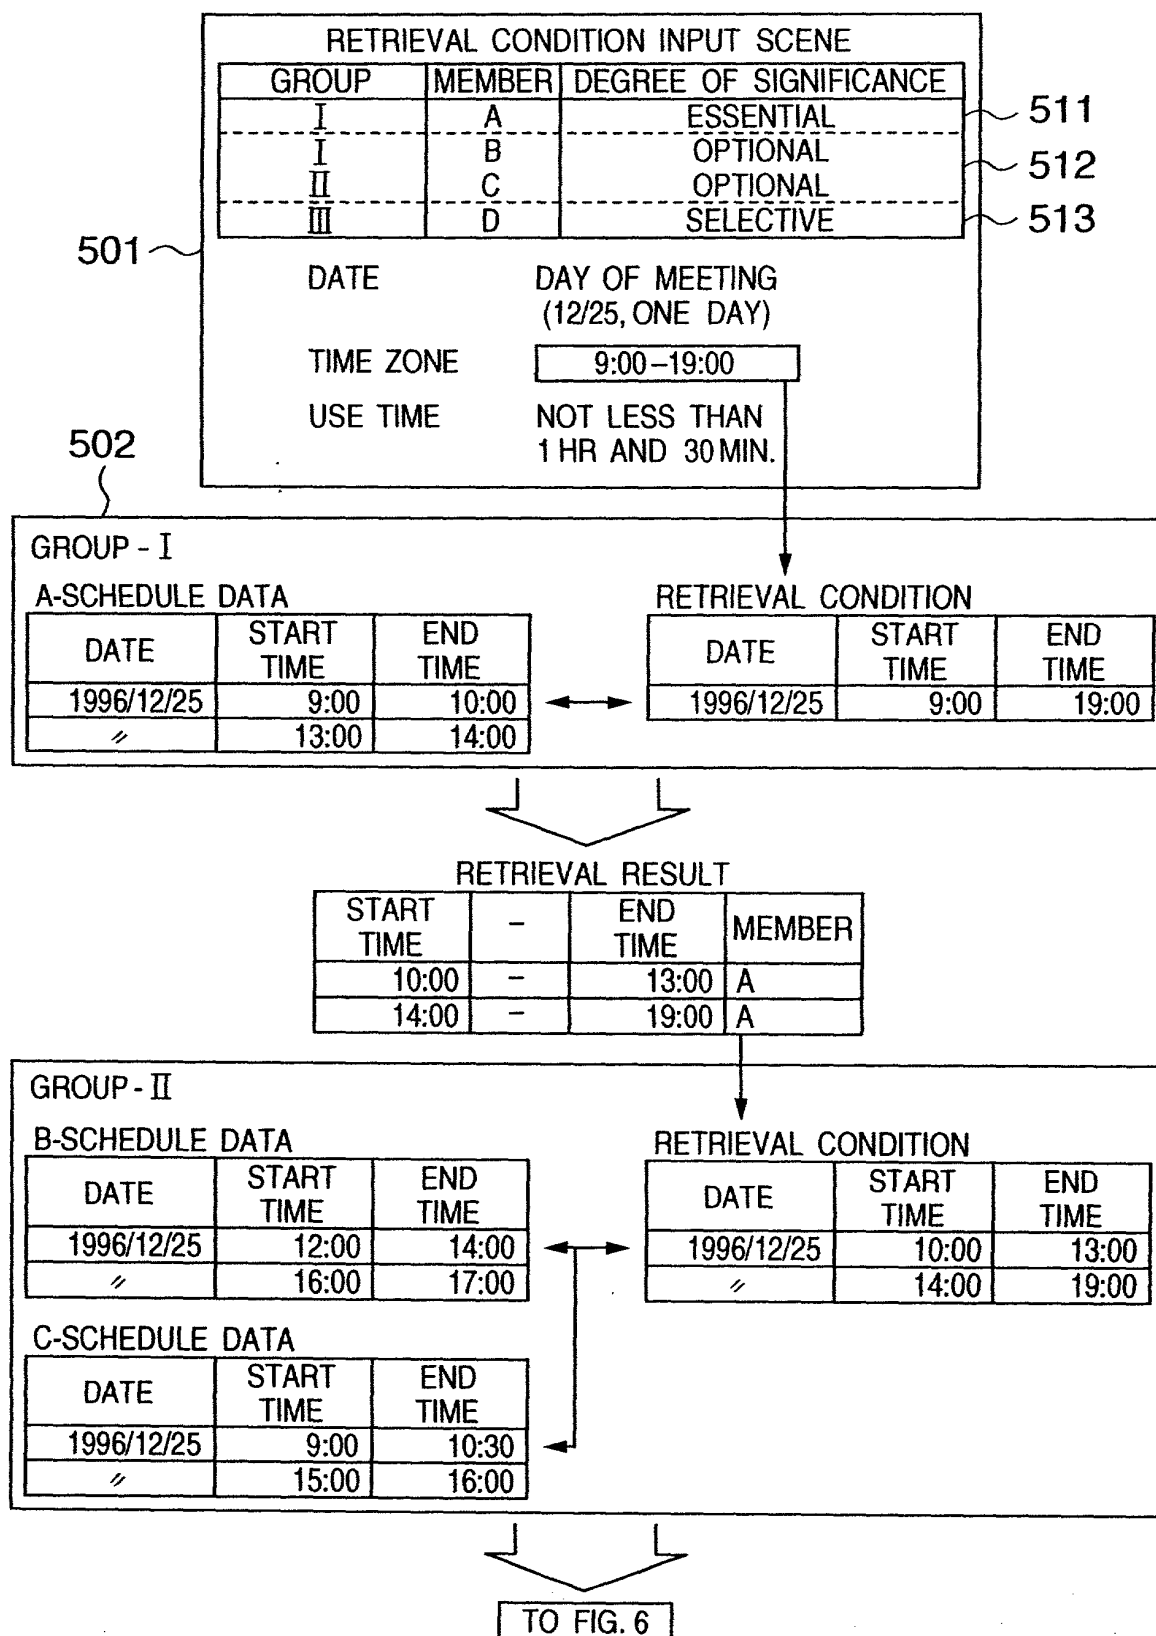 RETRIEVAL CONDITION INPUT SCENE
GROUP MEMBER DEGREE OF SIGNIFICANCE
I A ESSENTIAL
I B OPTIONAL
II C OPTIONAL
III D SELECTIVE
511
512
513
501
DATE DAY OF MEETING
(12/25, ONE DAY)
TIME ZONE 9:00–19:00
USE TIME NOT LESS THAN
1 HR AND 30 MIN.
502
GROUP - I
A-SCHEDULE DATA
DATE START TIME END TIME
1996/12/25 9:00 10:00
〃 13:00 14:00
RETRIEVAL CONDITION
DATE START TIME END TIME
1996/12/25 9:00 19:00
RETRIEVAL RESULT
START TIME – END TIME MEMBER
10:00 – 13:00 A
14:00 – 19:00 A
GROUP - II
B-SCHEDULE DATA
DATE START TIME END TIME
1996/12/25 12:00 14:00
〃 16:00 17:00
RETRIEVAL CONDITION
DATE START TIME END TIME
1996/12/25 10:00 13:00
〃 14:00 19:00
C-SCHEDULE DATA
DATE START TIME END TIME
1996/12/25 9:00 10:30
〃 15:00 16:00
TO FIG. 6